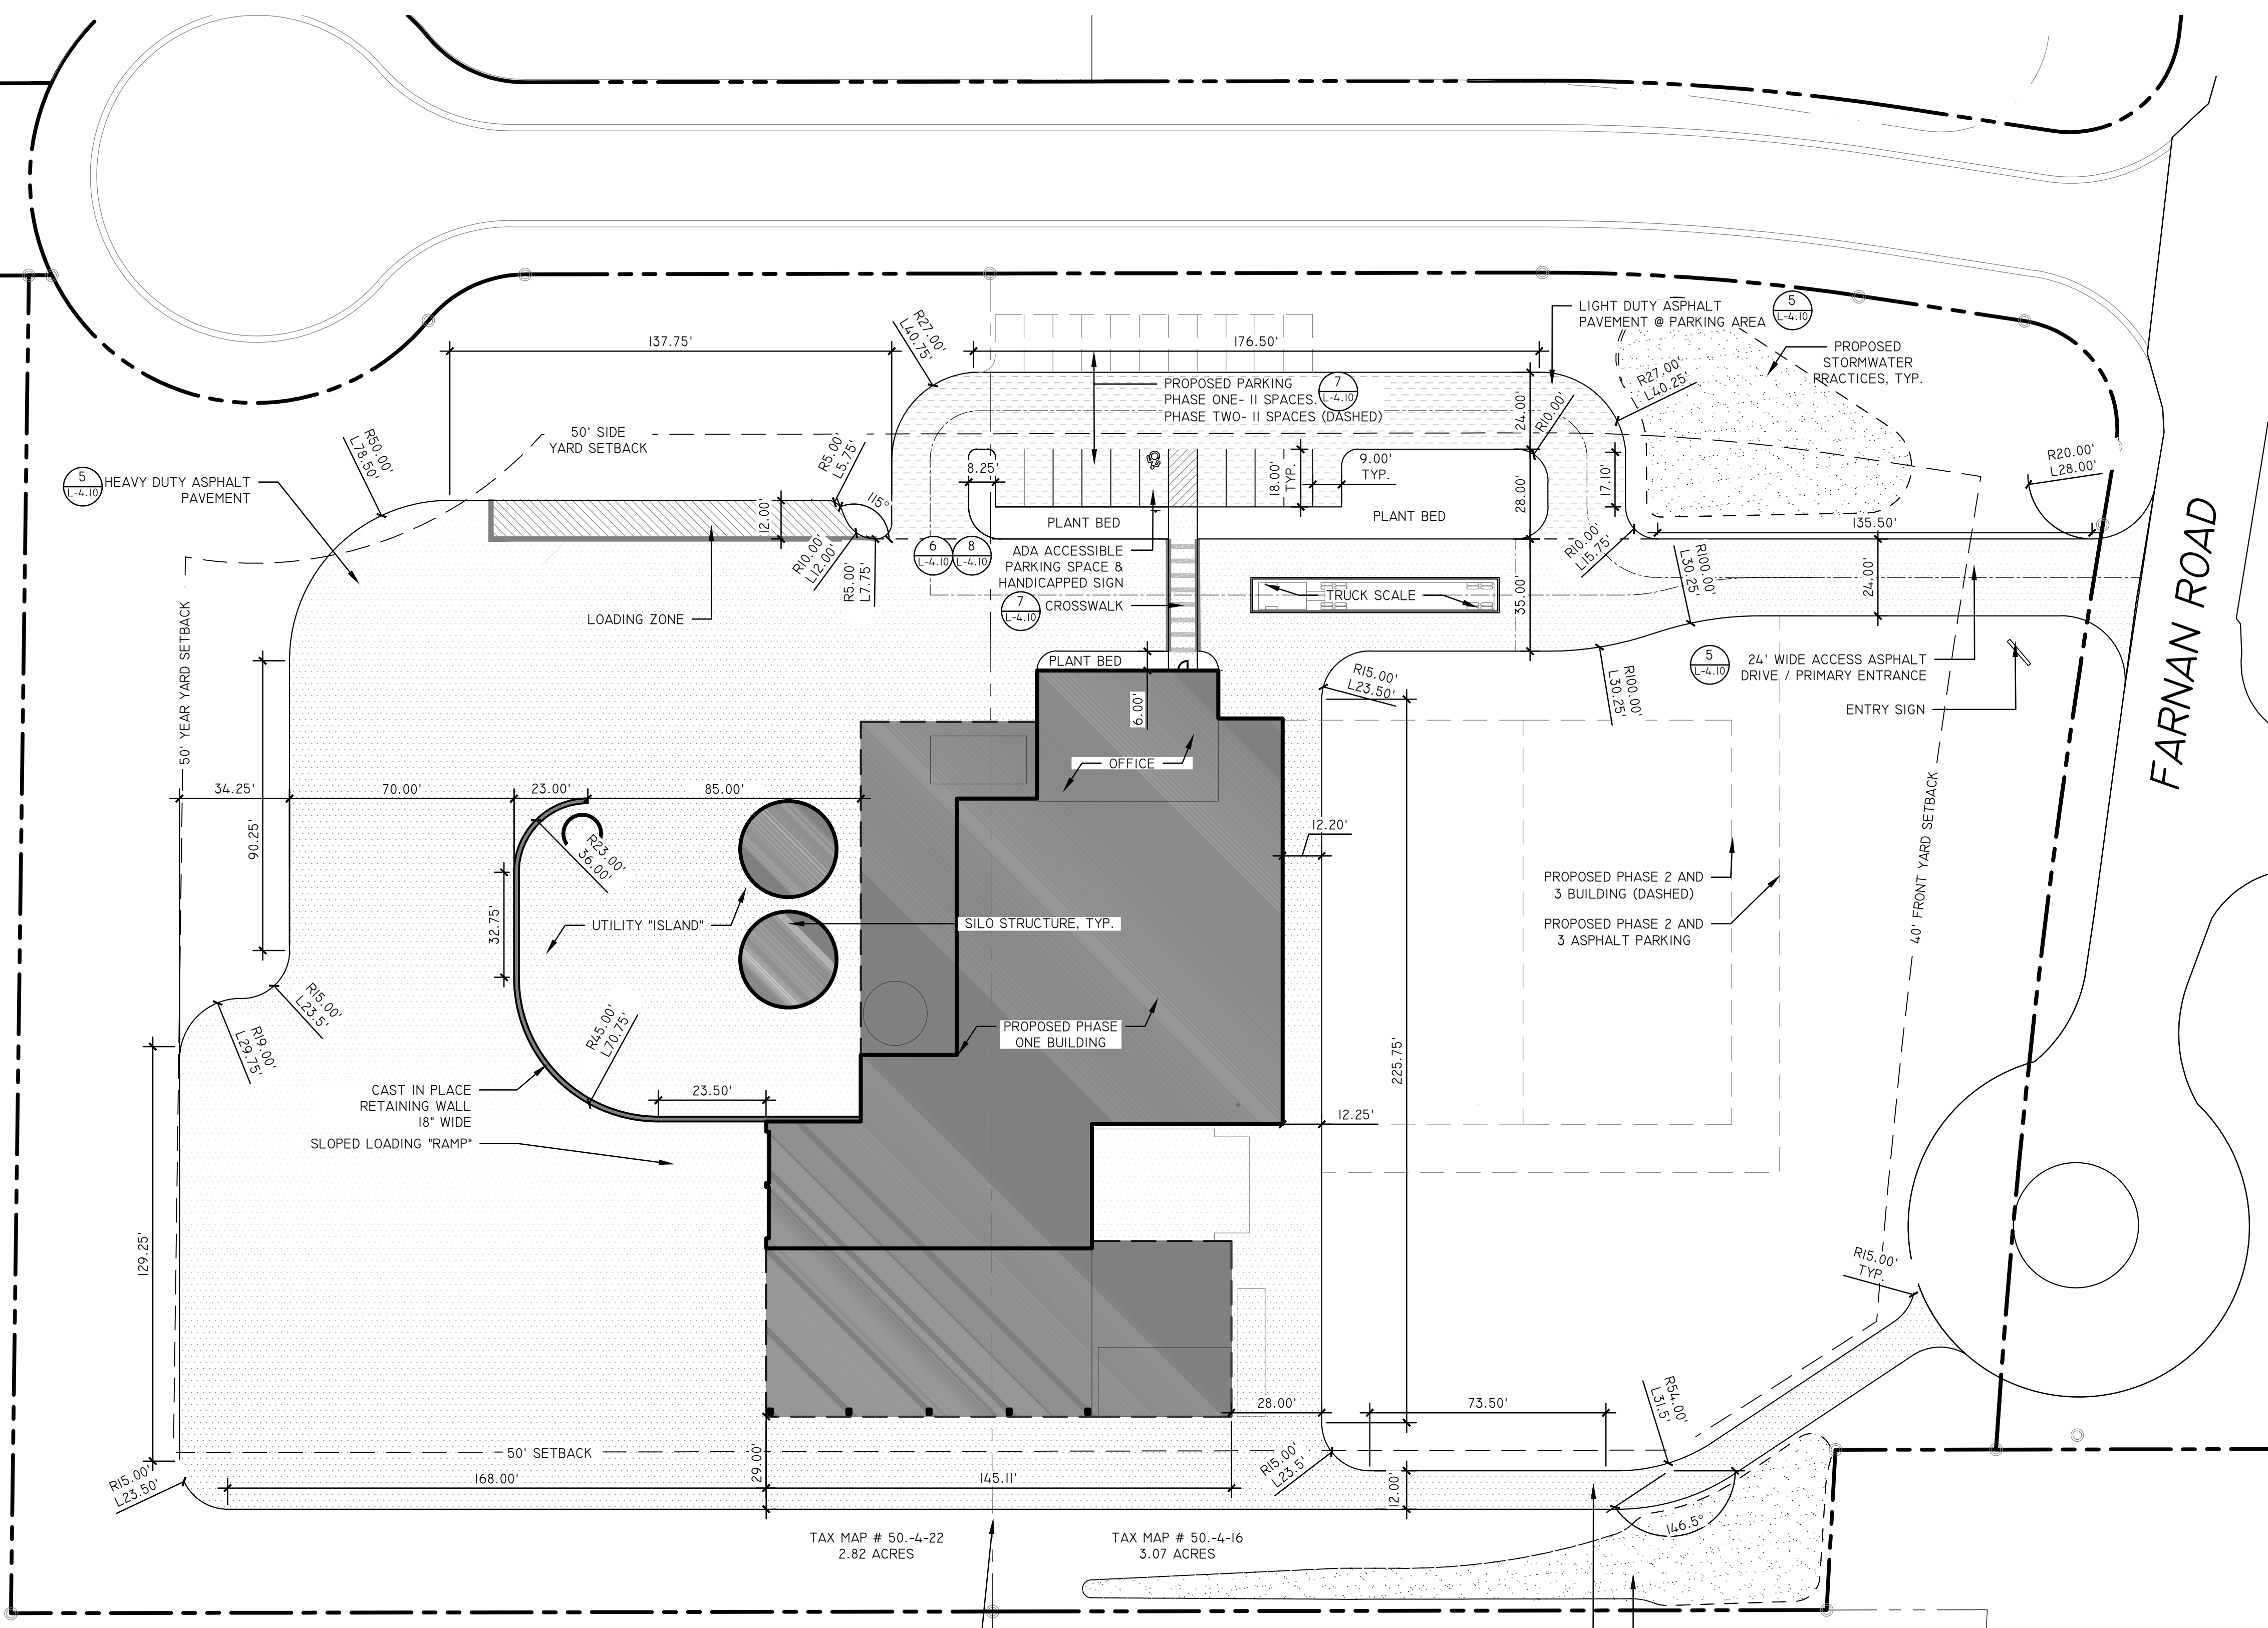 LIGHT DUTY ASPHALT
PAVEMENT @ PARKING AREA
5
L-4.10
137.75'
R27.00'
L40.75'
176.50'
PROPOSED
STORMWATER
PRACTICES, TYP.
R27.00'
L40.25'
PROPOSED PARKING
PHASE ONE- 11 SPACES.
PHASE TWO- 11 SPACES (DASHED)
7
L-4.10
24.00'
R10.00'
50' SIDE
YARD SETBACK
R50.00'
L78.50'
R5.00'
L5.75'
115°
8.25'
18.00'
TYP.
9.00'
TYP.
17.10'
28.00'
R20.00'
L28.00'
5
L-4.10
HEAVY DUTY ASPHALT
PAVEMENT
12.00'
PLANT BED
PLANT BED
135.50'
R10.00'
L12.00'
R5.00'
L7.75'
6
L-4.10
8
L-4.10
ADA ACCESSIBLE
PARKING SPACE &
HANDICAPPED SIGN
R10.00'
L15.75'
R100.00'
L30.25'
24.00'
7
L-4.10
CROSSWALK
TRUCK SCALE
35.00'
LOADING ZONE
FARNAN ROAD
50' YEAR YARD SETBACK
PLANT BED
5
L-4.10
24' WIDE ACCESS ASPHALT
DRIVE / PRIMARY ENTRANCE
R15.00'
L23.50'
R100.00'
L30.25'
6.00'
ENTRY SIGN
OFFICE
34.25'
70.00'
23.00'
85.00'
90.25'
R23.00'
36.00'
12.20'
40' FRONT YARD SETBACK
PROPOSED PHASE 2 AND
3 BUILDING (DASHED)
32.75'
UTILITY "ISLAND"
SILO STRUCTURE, TYP.
PROPOSED PHASE 2 AND
3 ASPHALT PARKING
R15.00'
L23.5'
R19.00'
L29.75'
R45.00'
L70.75'
PROPOSED PHASE
ONE BUILDING
225.75'
CAST IN PLACE
RETAINING WALL
18" WIDE
23.50'
12.25'
SLOPED LOADING "RAMP"
129.25'
R15.00'
TYP.
28.00'
73.50'
R54.00'
L31.5'
50' SETBACK
R15.00'
L23.50'
168.00'
29.00'
145.11'
R15.00'
L23.5'
12.00'
146.5°
TAX MAP # 50.-4-22
2.82 ACRES
TAX MAP # 50.-4-16
3.07 ACRES